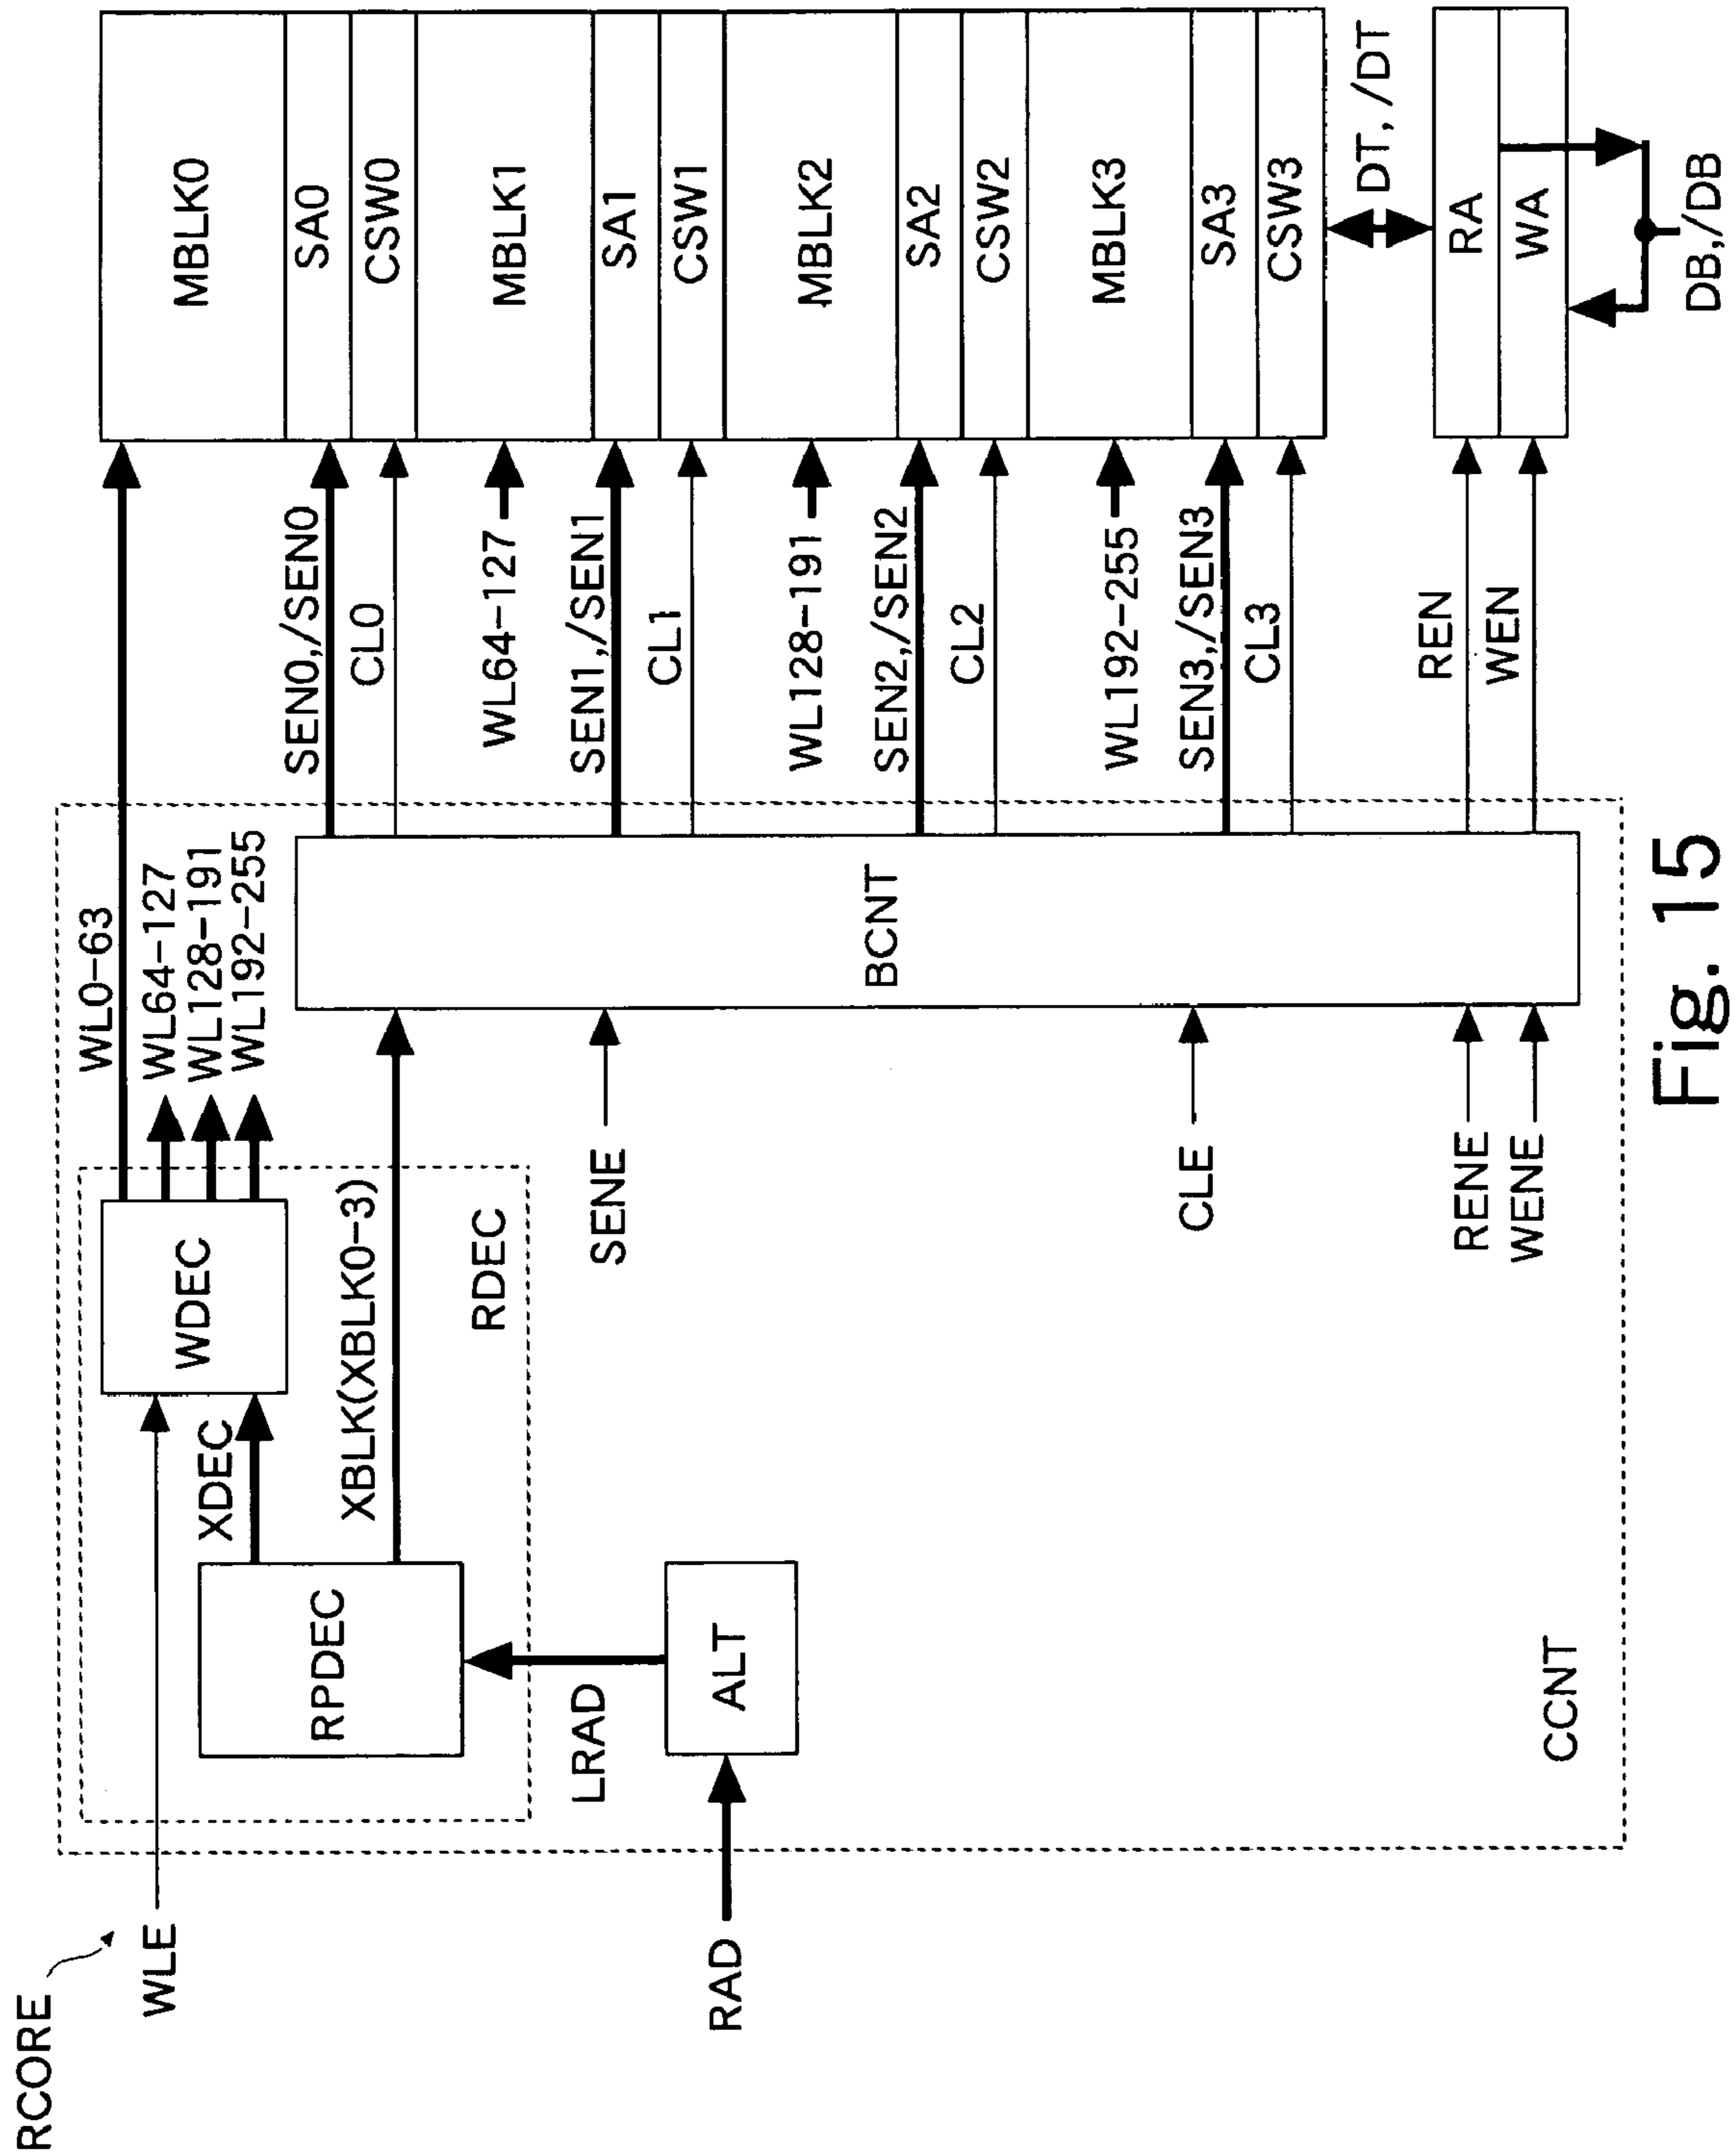 RCORE
WLE
RAD
RPDEC
LRAD
ALT
XDEC
WDEC
XBLK(XBLK0-3)
RDEC
CCNT
WL0-63
WL64-127
WL128-191
WL192-255
SENE
CLE
RENE
WENE
BCNT
SEN0,/SEN0
CL0
WL64-127
SEN1,/SEN1
CL1
WL128-191
SEN2,/SEN2
CL2
WL192-255
SEN3,/SEN3
CL3
REN
WEN
MBLK0
SA0
CSW0
MBLK1
SA1
CSW1
MBLK2
SA2
CSW2
MBLK3
SA3
CSW3
DT, /DT
RA
WA
DB,/DB
Fig. 15